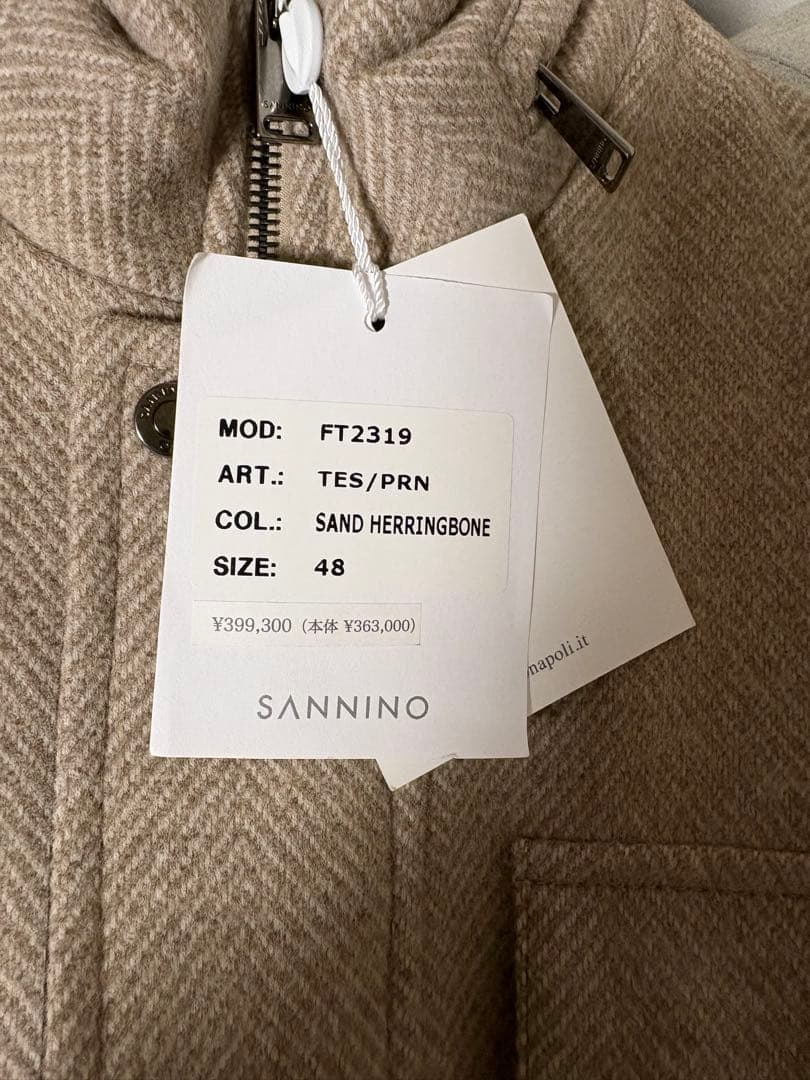 SANNINO
MOD: FT2319
ART.: TES/PRN
COL.: SAND HERRINGBONE
SIZE: 48
¥399,300 (本体 ¥363,000)
SANNINO
napoli.it